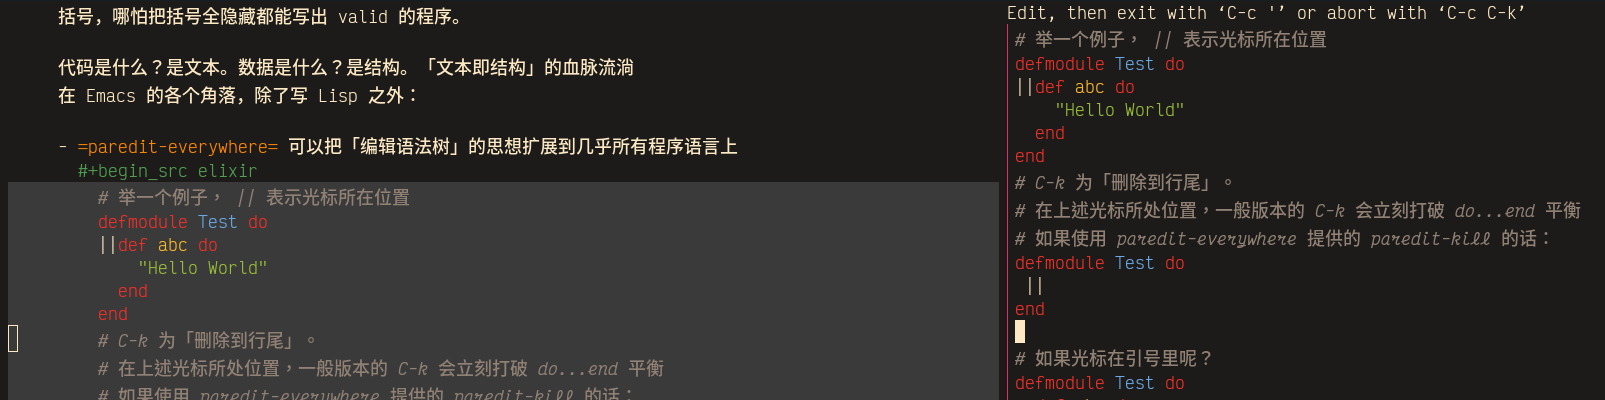 括号，哪怕把括号全隐藏都能写出 valid 的程序。
代码是什么？是文本。数据是什么？是结构。「文本即结构」的血脉流淌
在 Emacs 的各个角落，除了写 Lisp 之外：
- =paredit-everywhere= 可以把「编辑语法树」的思想扩展到几乎所有程序语言上
#+begin_src elixir
# 举一个例子， // 表示光标所在位置
defmodule Test do
||def abc do
"Hello World"
end
end
# C-k 为「删除到行尾」。
# 在上述光标所处位置，一般版本的 C-k 会立刻打破 do...end 平衡
# 如果使用 paredit-everywhere 提供的 paredit-kill 的话：
Edit, then exit with ‘C-c '’ or abort with ‘C-c C-k’
# 举一个例子， // 表示光标所在位置
defmodule Test do
||def abc do
"Hello World"
end
end
# C-k 为「删除到行尾」。
# 在上述光标所处位置，一般版本的 C-k 会立刻打破 do...end 平衡
# 如果使用 paredit-everywhere 提供的 paredit-kill 的话：
defmodule Test do
||
end
# 如果光标在引号里呢？
defmodule Test do